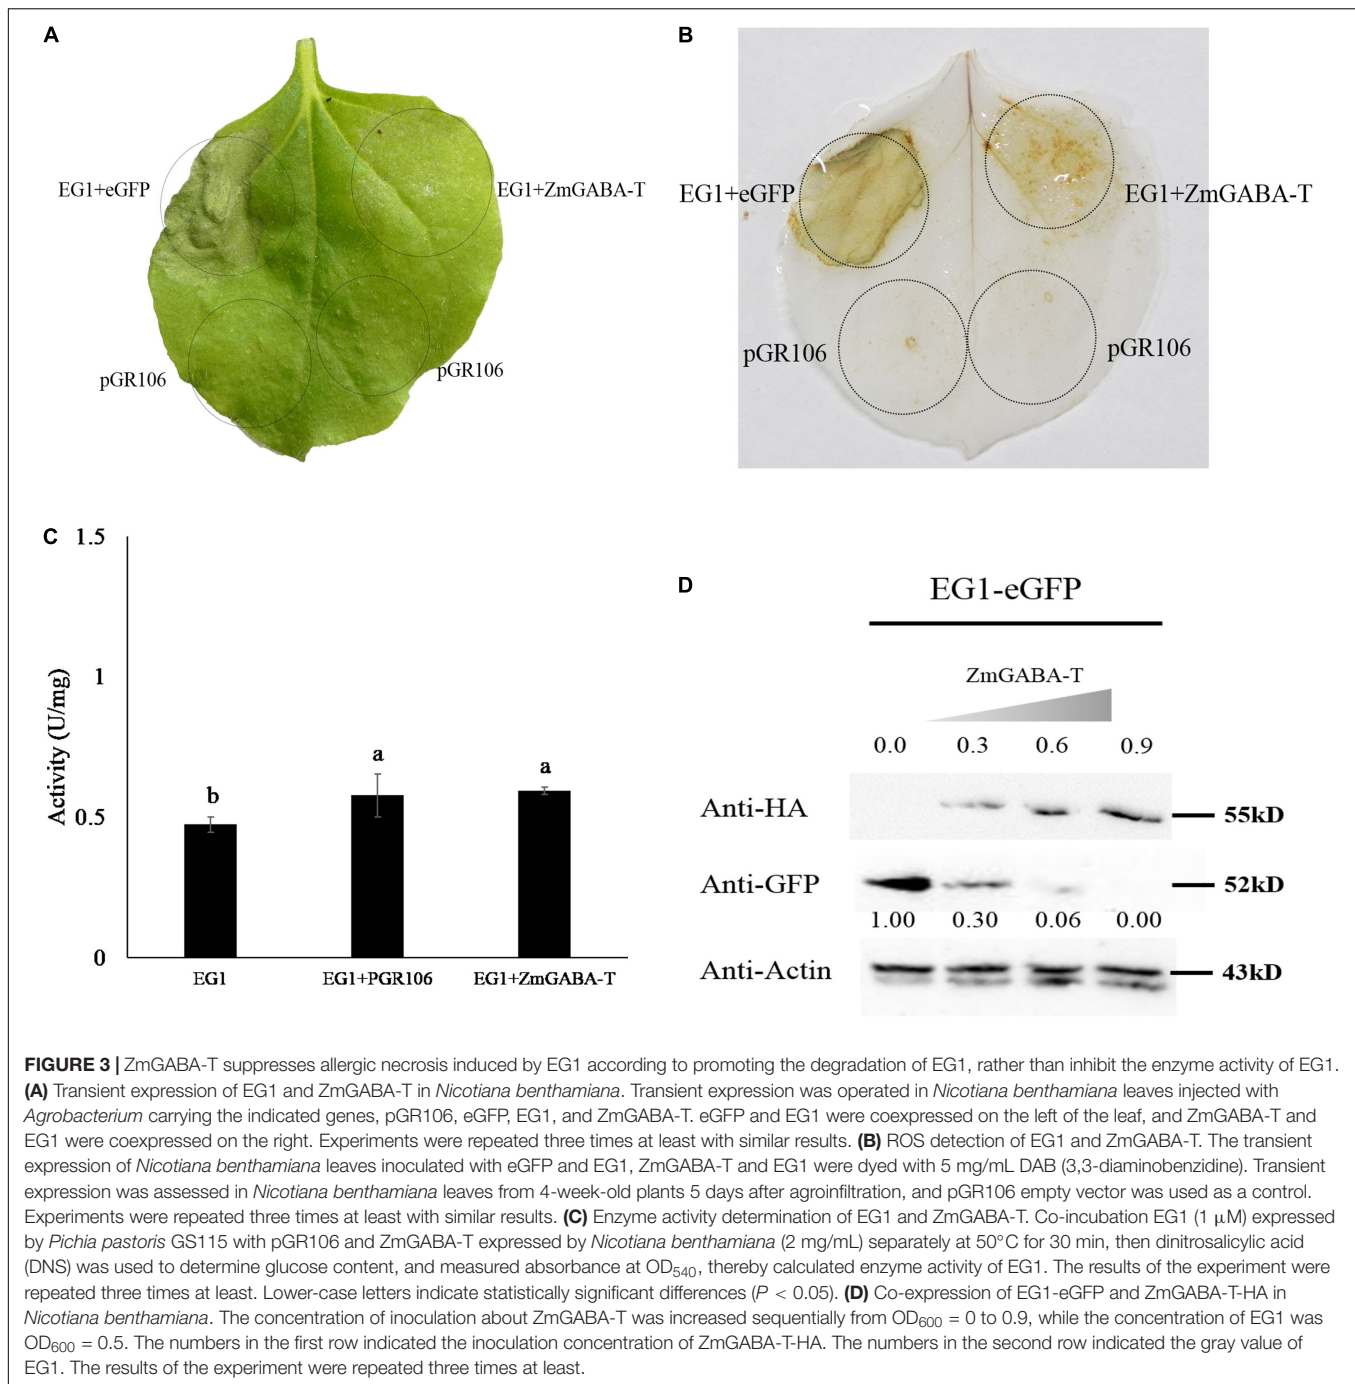 A
EG1+eGFP
EG1+ZmGABA-T
pGR106
pGR106
B
EG1+eGFP
EG1+ZmGABA-T
pGR106
pGR106
C
1.5
1
0.5
0
Activity (U/mg)
b
a
a
EG1
EG1+PGR106
EG1+ZmGABA-T
D
EG1-eGFP
ZmGABA-T
0.0 0.3 0.6 0.9
Anti-HA 55kD
Anti-GFP 52kD
1.00 0.30 0.06 0.00
Anti-Actin 43kD
FIGURE 3 | ZmGABA-T suppresses allergic necrosis induced by EG1 according to promoting the degradation of EG1, rather than inhibit the enzyme activity of EG1.
(A) Transient expression of EG1 and ZmGABA-T in Nicotiana benthamiana. Transient expression was operated in Nicotiana benthamiana leaves injected with
Agrobacterium carrying the indicated genes, pGR106, eGFP, EG1, and ZmGABA-T. eGFP and EG1 were coexpressed on the left of the leaf, and ZmGABA-T and
EG1 were coexpressed on the right. Experiments were repeated three times at least with similar results. (B) ROS detection of EG1 and ZmGABA-T. The transient
expression of Nicotiana benthamiana leaves inoculated with eGFP and EG1, ZmGABA-T and EG1 were dyed with 5 mg/mL DAB (3,3-diaminobenzidine). Transient
expression was assessed in Nicotiana benthamiana leaves from 4-week-old plants 5 days after agroinfiltration, and pGR106 empty vector was used as a control.
Experiments were repeated three times at least with similar results. (C) Enzyme activity determination of EG1 and ZmGABA-T. Co-incubation EG1 (1 μM) expressed
by Pichia pastoris GS115 with pGR106 and ZmGABA-T expressed by Nicotiana benthamiana (2 mg/mL) separately at 50°C for 30 min, then dinitrosalicylic acid
(DNS) was used to determine glucose content, and measured absorbance at OD540, thereby calculated enzyme activity of EG1. The results of the experiment were
repeated three times at least. Lower-case letters indicate statistically significant differences (P < 0.05). (D) Co-expression of EG1-eGFP and ZmGABA-T-HA in
Nicotiana benthamiana. The concentration of inoculation about ZmGABA-T was increased sequentially from OD600 = 0 to 0.9, while the concentration of EG1 was
OD600 = 0.5. The numbers in the first row indicated the inoculation concentration of ZmGABA-T-HA. The numbers in the second row indicated the gray value of
EG1. The results of the experiment were repeated three times at least.